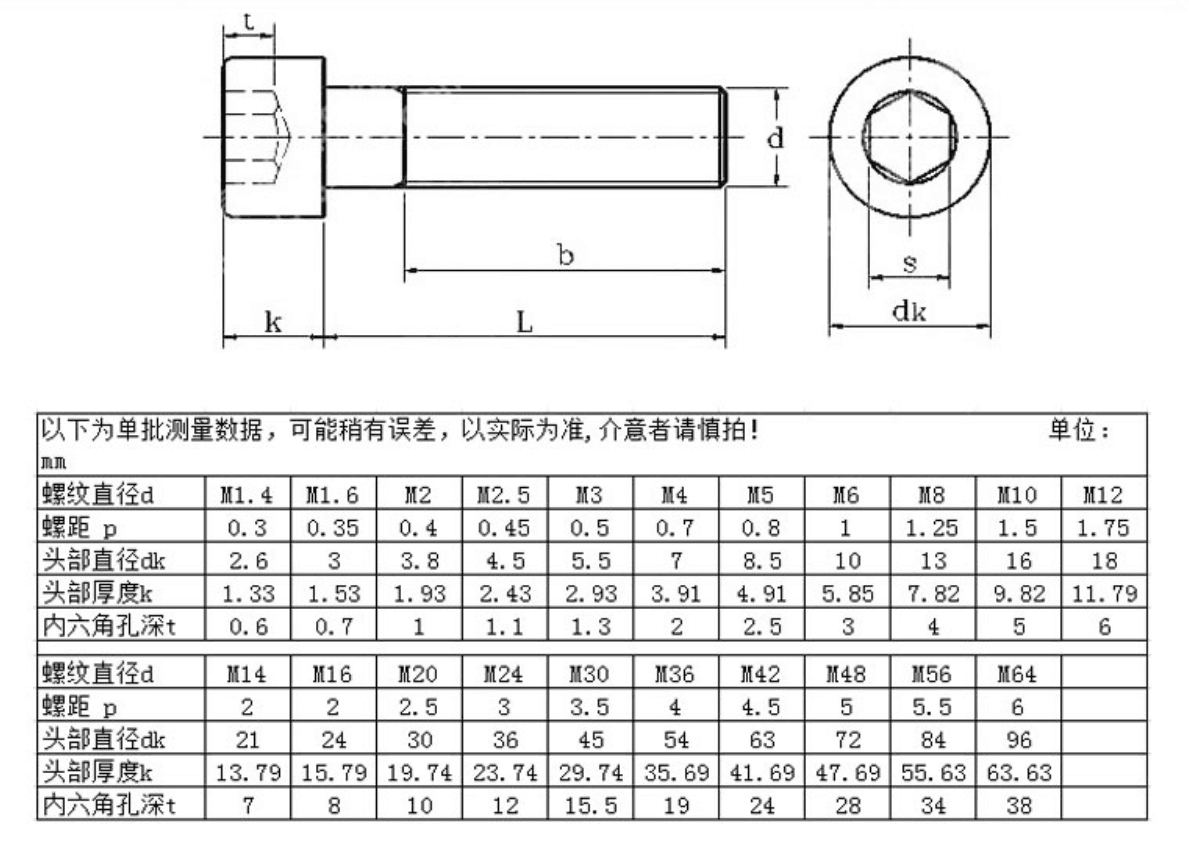 t
d
b
s
k
L
dk
以下为单批测量数据，可能稍有误差，以实际为准,介意者请慎拍！ 单位：
mm
螺纹直径d M1.4 M1.6 M2 M2.5 M3 M4 M5 M6 M8 M10 M12
螺距 p 0.3 0.35 0.4 0.45 0.5 0.7 0.8 1 1.25 1.5 1.75
头部直径dk 2.6 3 3.8 4.5 5.5 7 8.5 10 13 16 18
头部厚度k 1.33 1.53 1.93 2.43 2.93 3.91 4.91 5.85 7.82 9.82 11.79
内六角孔深t 0.6 0.7 1 1.1 1.3 2 2.5 3 4 5 6
螺纹直径d M14 M16 M20 M24 M30 M36 M42 M48 M56 M64
螺距 p 2 2 2.5 3 3.5 4 4.5 5 5.5 6
头部直径dk 21 24 30 36 45 54 63 72 84 96
头部厚度k 13.79 15.79 19.74 23.74 29.74 35.69 41.69 47.69 55.63 63.63
内六角孔深t 7 8 10 12 15.5 19 24 28 34 38